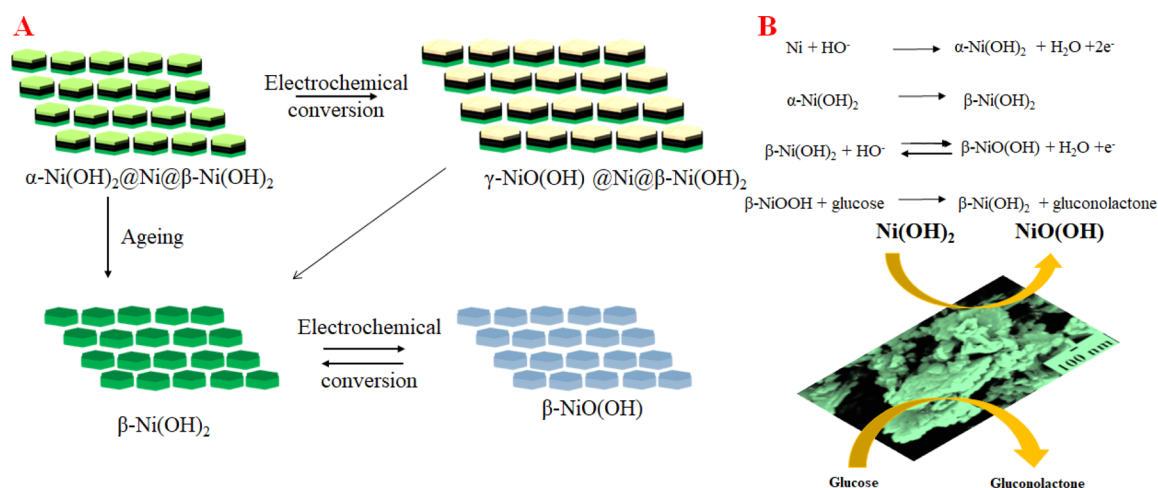 A
Electrochemical
conversion
α-Ni(OH)₂@Ni@β-Ni(OH)₂
γ-NiO(OH) @Ni@β-Ni(OH)₂
Ageing
Electrochemical
conversion
β-Ni(OH)₂
β-NiO(OH)
B
Ni + HO⁻ ⟶ α-Ni(OH)₂ + H₂O +2e⁻
α-Ni(OH)₂ ⟶ β-Ni(OH)₂
β-Ni(OH)₂ + HO⁻ ⇌ β-NiO(OH) + H₂O +e⁻
β-NiOOH + glucose ⟶ β-Ni(OH)₂ + gluconolactone
Ni(OH)₂ NiO(OH)
100 nm
Glucose Gluconolactone